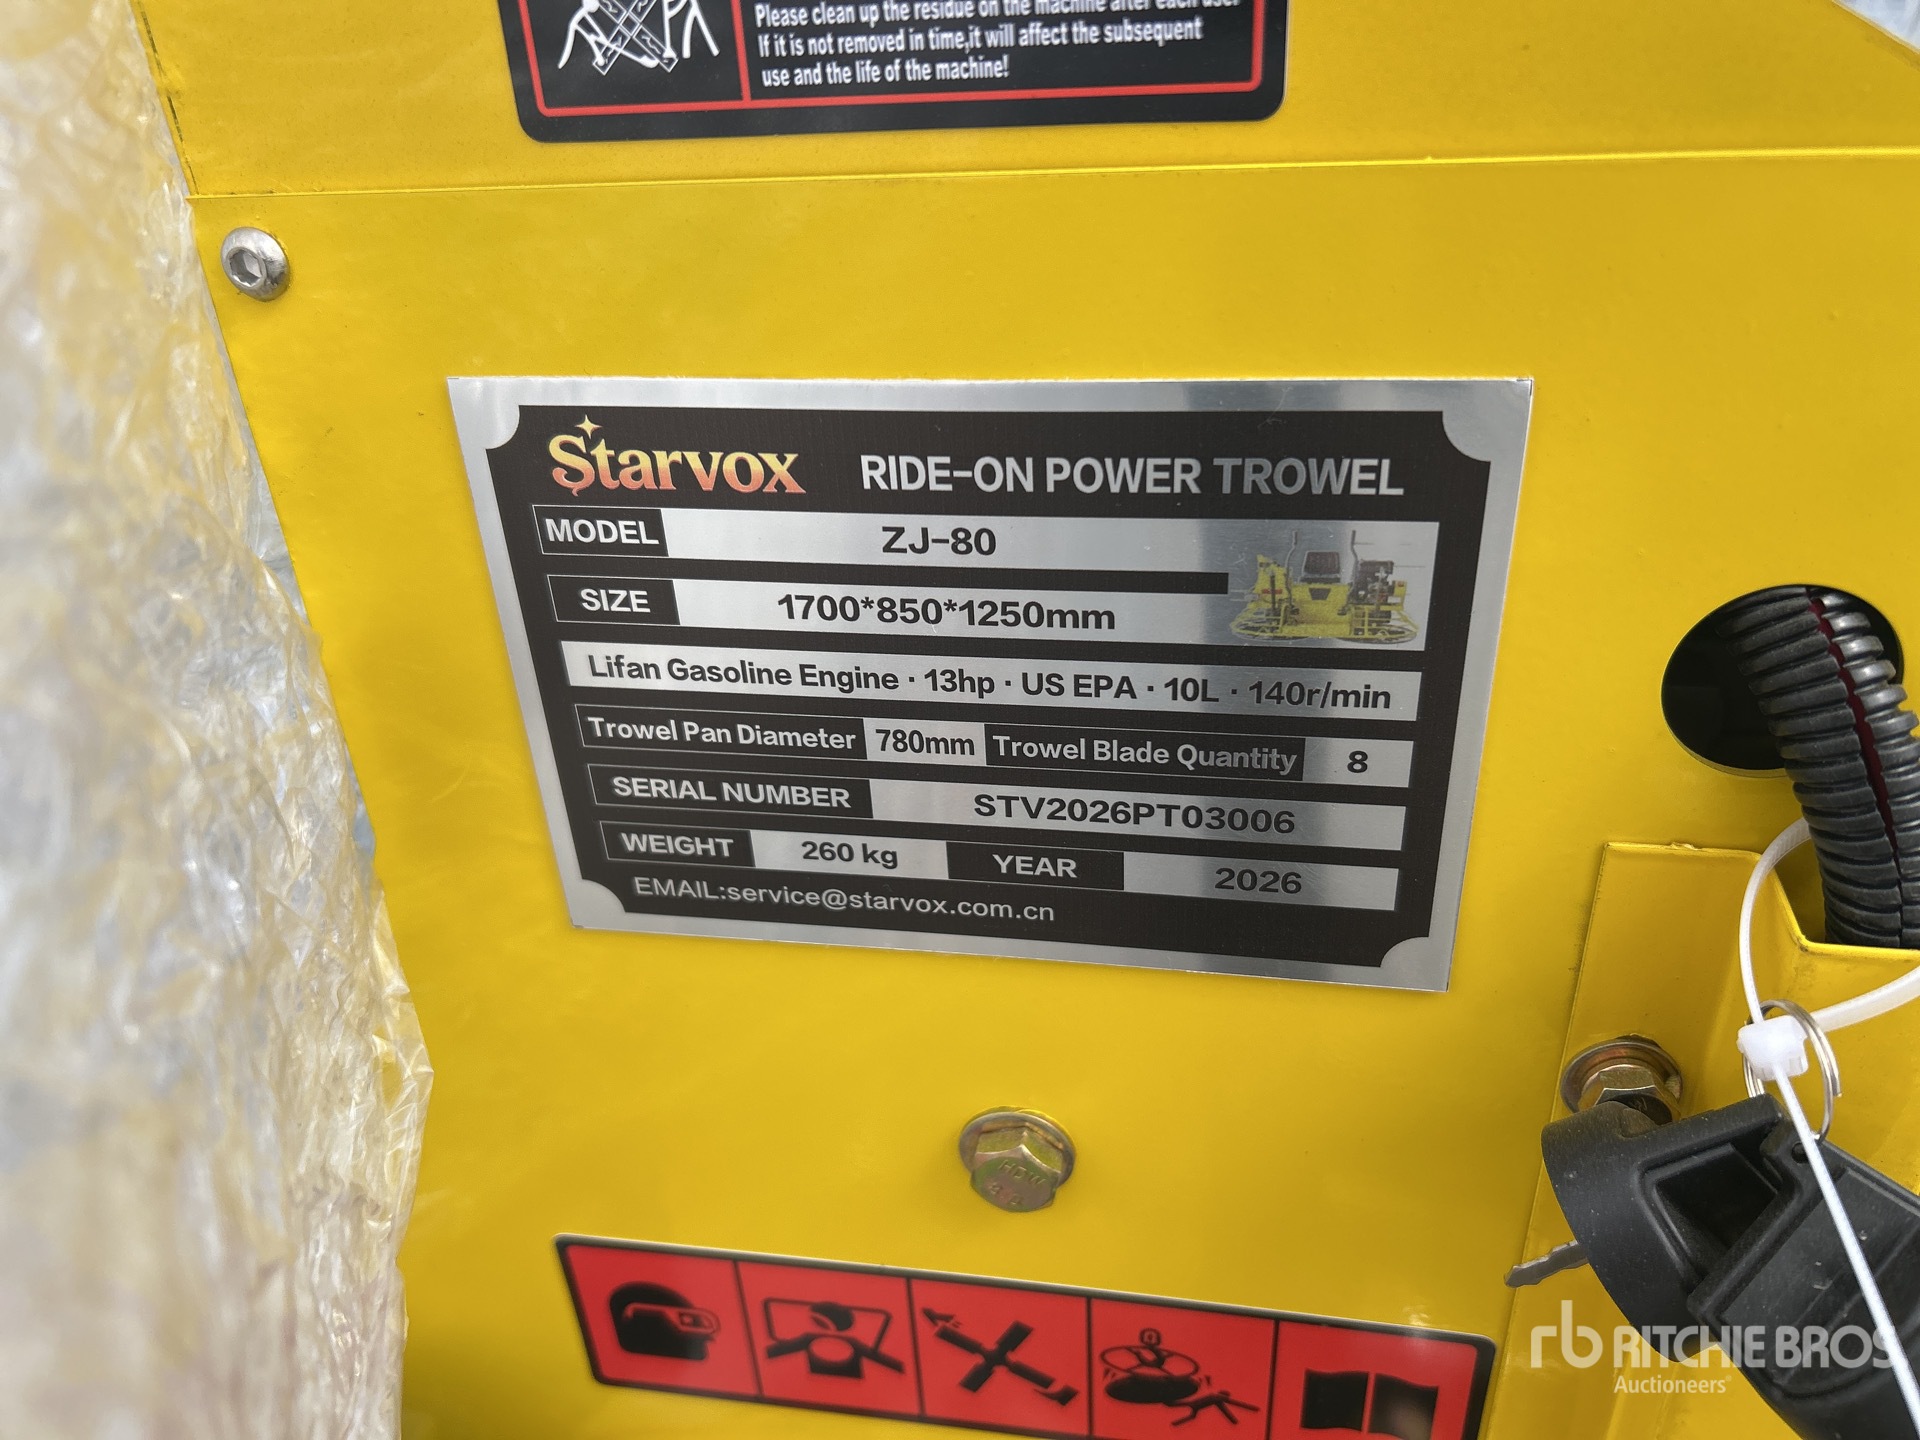 Please clean up the residue on the machine after each use.
If it is not removed in time,it will affect the subsequent
use and the life of the machine!
Starvox RIDE-ON POWER TROWEL
MODEL ZJ-80
SIZE 1700*850*1250mm
Lifan Gasoline Engine · 13hp · US EPA · 10L · 140r/min
Trowel Pan Diameter 780mm Trowel Blade Quantity 8
SERIAL NUMBER STV2026PT03006
WEIGHT 260 kg YEAR 2026
EMAIL:service@starvox.com.cn
HDW
8.8
rb RITCHIE BROS
Auctioneers